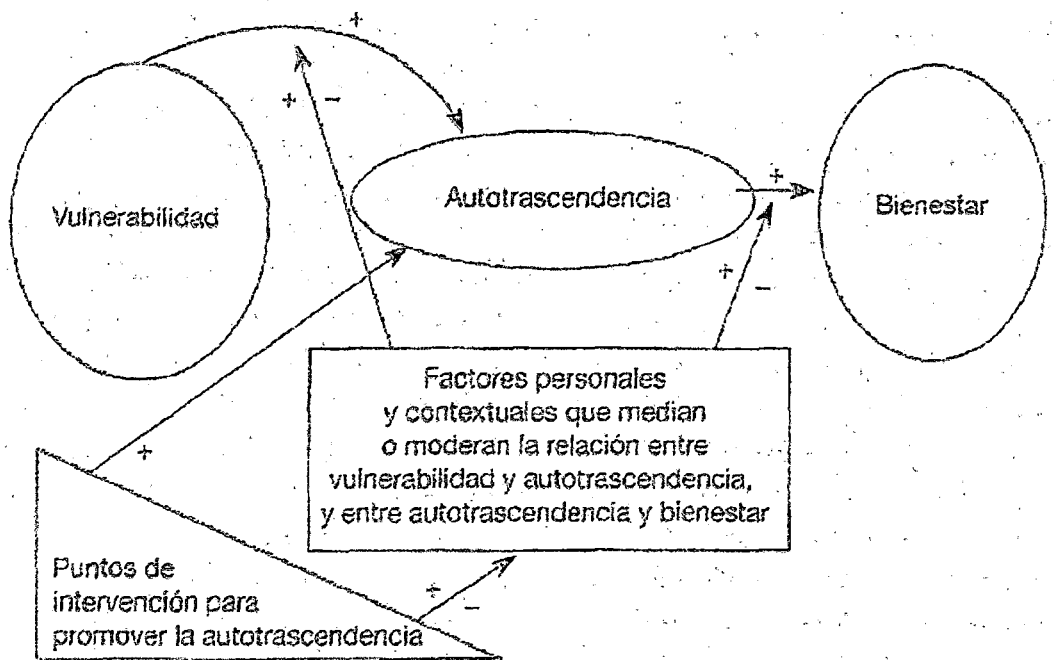 +
+ −
Vulnerabilidad
Autotrascendencia
+
Bienestar
+ −
Factores personales
y contextuales que median
o moderan la relación entre
vulnerabilidad y autotrascendencia,
y entre autotrascendencia y bienestar
+
Puntos de
intervención para
promover la autotrascendencia
+ −